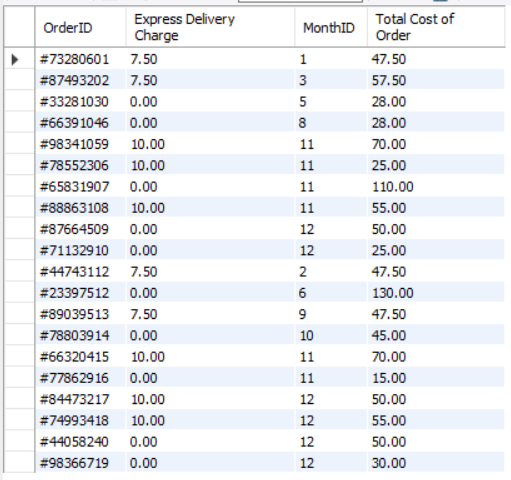 OrderID Express Delivery Charge MonthID Total Cost of Order
#73280601 7.50 1 47.50
#87493202 7.50 3 57.50
#33281030 0.00 5 28.00
#66391046 0.00 8 28.00
#98341059 10.00 11 70.00
#78552306 10.00 11 25.00
#65831907 0.00 11 110.00
#88863108 10.00 11 55.00
#87664509 0.00 12 50.00
#71132910 0.00 12 25.00
#44743112 7.50 2 47.50
#23397512 0.00 6 130.00
#89039513 7.50 9 47.50
#78803914 0.00 10 45.00
#66320415 10.00 11 70.00
#77862916 0.00 11 15.00
#84473217 10.00 12 50.00
#74993418 10.00 12 55.00
#44058240 0.00 12 50.00
#98366719 0.00 12 30.00